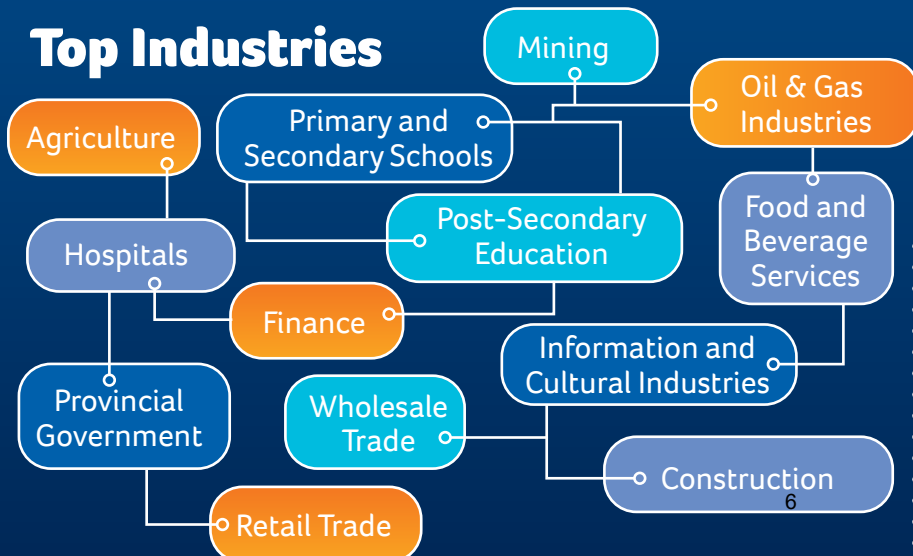 Top Industries
Mining
Oil & Gas
Industries
Agriculture
Primary and
Secondary Schools
Post-Secondary
Education
Food and
Beverage
Services
Hospitals
Finance
Information and
Cultural Industries
Provincial
Government
Wholesale
Trade
Construction
6
Retail Trade